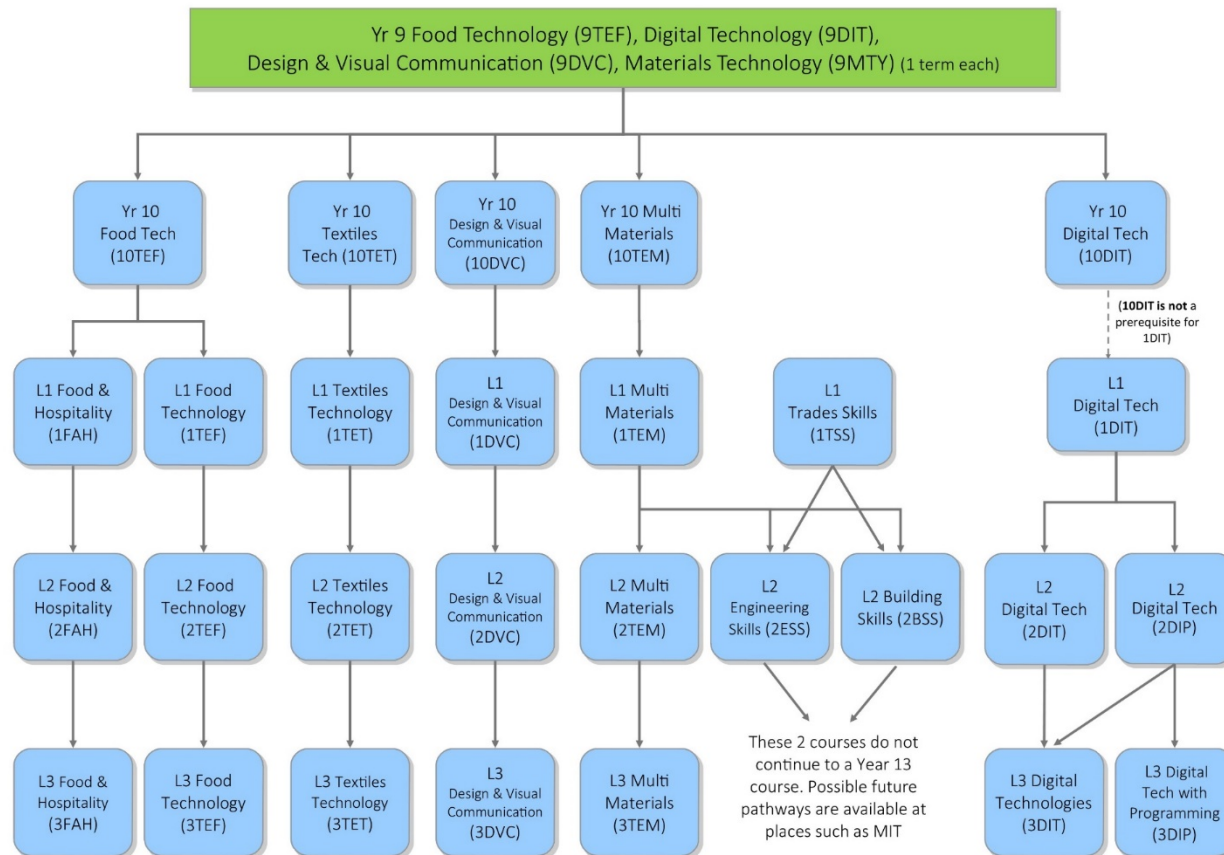 Yr 9 Food Technology (9TEF), Digital Technology (9DIT),
Design & Visual Communication (9DVC), Materials Technology (9MTY) (1 term each)
Yr 10
Food Tech
(10TEF)
Yr 10
Textiles
Tech (10TET)
Yr 10
Design & Visual
Communication
(10DVC)
Yr 10 Multi
Materials
(10TEM)
Yr 10
Digital Tech
(10DIT)
(10DIT is not a
prerequisite for
1DIT)
L1 Food &
Hospitality
(1FAH)
L1 Food
Technology
(1TEF)
L1 Textiles
Technology
(1TET)
L1
Design & Visual
Communication
(1DVC)
L1 Multi
Materials
(1TEM)
L1
Trades Skills
(1TSS)
L1
Digital Tech
(1DIT)
L2 Food &
Hospitality
(2FAH)
L2 Food
Technology
(2TEF)
L2 Textiles
Technology
(2TET)
L2
Design & Visual
Communication
(2DVC)
L2 Multi
Materials
(2TEM)
L2
Engineering
Skills (2ESS)
L2 Building
Skills (2BSS)
L2
Digital Tech
(2DIT)
L2
Digital Tech
(2DIP)
L3 Food &
Hospitality
(3FAH)
L3 Food
Technology
(3TEF)
L3 Textiles
Technology
(3TET)
L3
Design & Visual
Communication
(3DVC)
L3 Multi
Materials
(3TEM)
These 2 courses do not
continue to a Year 13
course. Possible future
pathways are available at
places such as MIT
L3 Digital
Technologies
(3DIT)
L3 Digital
Tech with
Programming
(3DIP)